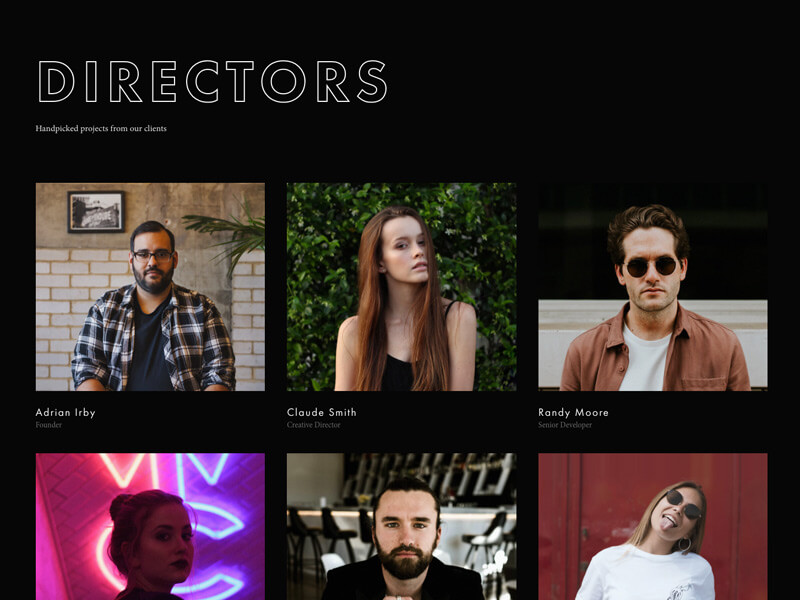 DIRECTORS
Handpicked projects from our clients
Adrian Irby
Claude Smith
Randy Moore
Founder
Creative Director
Senior Developer